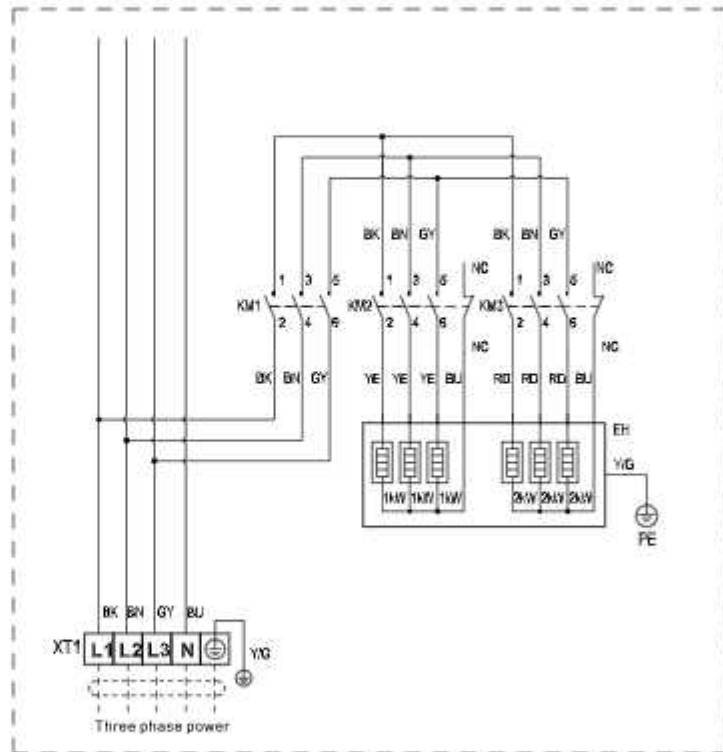 BK BN GY BK BN GY
NC NC
1 3 5 1 3 5 1 3 5
KM1 KM2 KM3
2 4 6 2 4 6 2 4 6
NC NC
BK BN GY YE YE YE BU RD RD RD BU
EH
Y/G
1kW 1kW 1kW 2kW 2kW 2kW
PE
BK BN GY BU
XT1 L1 L2 L3 N Y/G
Three phase power